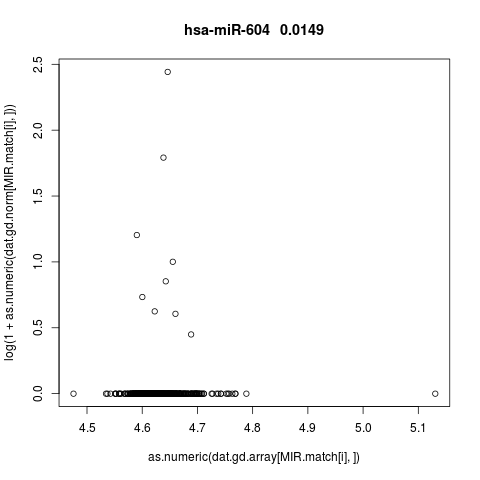 hsa-miR-604 0.0149
log(1 + as.numeric(dat.gd.norm[MIR.match[i], ]))
2.5
2.0
1.5
1.0
0.5
0.0
4.5 4.6 4.7 4.8 4.9 5.0 5.1
as.numeric(dat.gd.array[MIR.match[i], ])